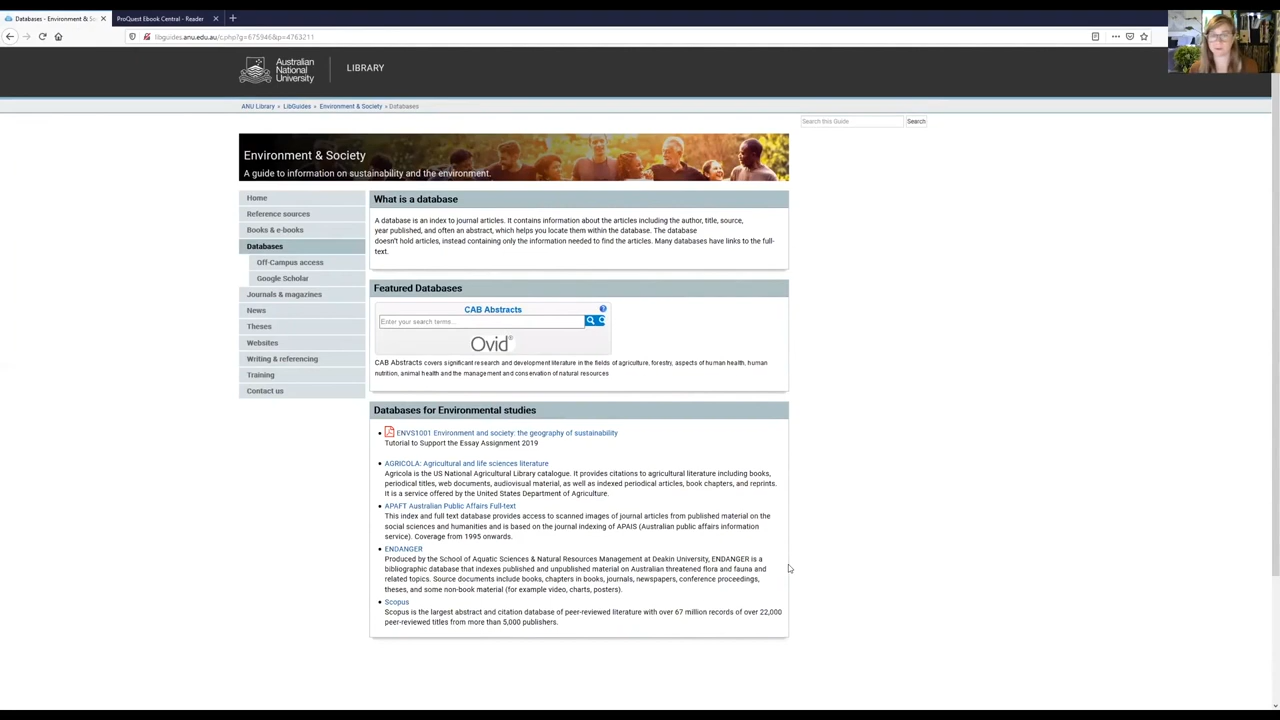 Databases - Environment & So
ProQuest Ebook Central - Reader
libguides.anu.edu.au/c.php?g=675946&p=4763211
Australian
National
University
LIBRARY
ANU Library » LibGuides » Environment & Society » Databases
Search this Guide
Search
Environment & Society
A guide to information on sustainability and the environment.
Home
Reference sources
Books & e-books
Databases
Off-Campus access
Google Scholar
Journals & magazines
News
Theses
Websites
Writing & referencing
Training
Contact us
What is a database
A database is an index to journal articles. It contains information about the articles including the author, title, source,
year published, and often an abstract, which helps you locate them within the database. The database
doesn't hold articles, instead containing only the information needed to find the articles. Many databases have links to the full-
text.
Featured Databases
CAB Abstracts
Enter your search terms...
Ovid®
CAB Abstracts covers significant research and development literature in the fields of agriculture, forestry, aspects of human health, human
nutrition, animal health and the management and conservation of natural resources
Databases for Environmental studies
ENVS1001 Environment and society: the geography of sustainability
Tutorial to Support the Essay Assignment 2019
AGRICOLA: Agricultural and life sciences literature
Agricola is the US National Agricultural Library catalogue. It provides citations to agricultural literature including books,
periodical titles, web documents, audiovisual material, as well as indexed periodical articles, book chapters, and reprints.
It is a service offered by the United States Department of Agriculture.
APAFT Australian Public Affairs Full-text
This index and full text database provides access to scanned images of journal articles from published material on the
social sciences and humanities and is based on the journal indexing of APAIS (Australian public affairs information
service). Coverage from 1995 onwards.
ENDANGER
Produced by the School of Aquatic Sciences & Natural Resources Management at Deakin University, ENDANGER is a
bibliographic database that indexes published and unpublished material on Australian threatened flora and fauna and
related topics. Source documents include books, chapters in books, journals, newspapers, conference proceedings,
theses, and some non-book material (for example video, charts, posters).
Scopus
Scopus is the largest abstract and citation database of peer-reviewed literature with over 67 million records of over 22,000
peer-reviewed titles from more than 5,000 publishers.